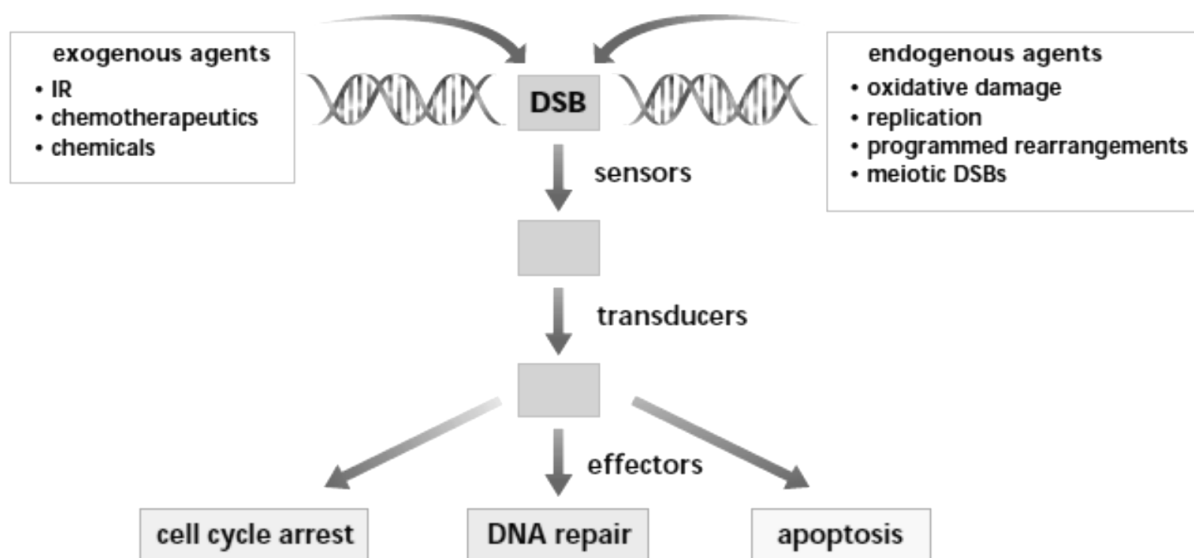 exogenous agents
• IR
• chemotherapeutics
• chemicals
DSB
endogenous agents
• oxidative damage
• replication
• programmed rearrangements
• meiotic DSBs
sensors
transducers
effectors
cell cycle arrest
DNA repair
apoptosis